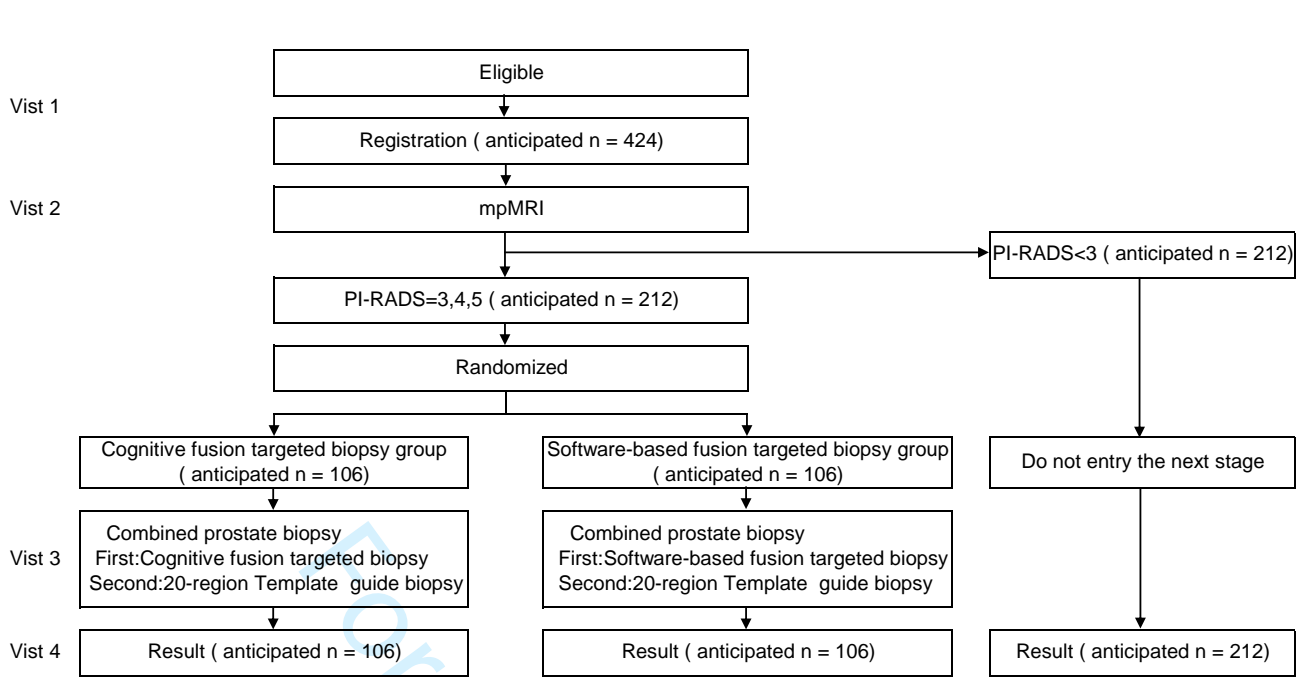 Eligible
Vist 1
Registration ( anticipated n = 424)
Vist 2
mpMRI
PI-RADS<3 ( anticipated n = 212)
PI-RADS=3,4,5 ( anticipated n = 212)
Randomized
Cognitive fusion targeted biopsy group
( anticipated n = 106)
Software-based fusion targeted biopsy group
( anticipated n = 106)
Do not entry the next stage
Vist 3
Combined prostate biopsy
First:Cognitive fusion targeted biopsy
Second:20-region Template guide biopsy
Combined prostate biopsy
First:Software-based fusion targeted biopsy
Second:20-region Template guide biopsy
Vist 4
Result ( anticipated n = 106)
Result ( anticipated n = 106)
Result ( anticipated n = 212)
For